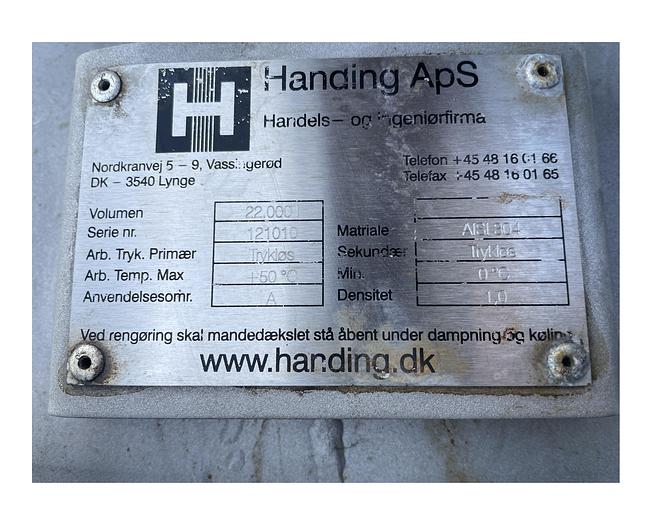 H
Handing ApS
Handels- og Ingeniørfirma
Nordkranvej 5 - 9, Vassingerød
Telefon +45 48 16 01 66
DK - 3540 Lynge
Telefax +45 48 16 01 65
Volumen 22.000
Serie nr. 121010 Matriale AISI 304
Arb. Tryk. Primær Trykløs Sekundær Trykløs
Arb. Temp. Max +50 °C Min. 0 °C
Anvendelsesomr. A Densitet 1,0
Ved rengøring skal mandedækslet stå åbent under dampning og køling
www.handing.dk